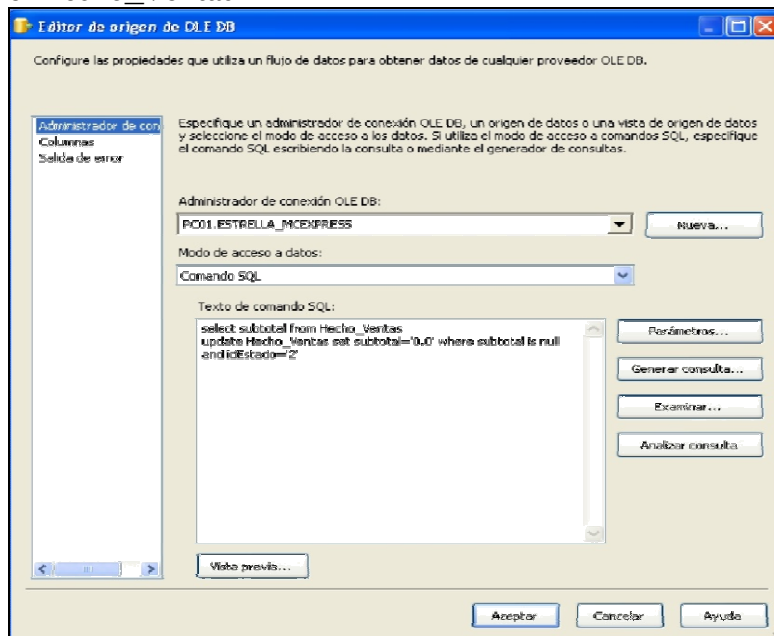 Editor de origen de OLE DB
Configure las propiedades que utiliza un flujo de datos para obtener datos de cualquier proveedor OLE DB.
Administrador de con
Columnas
Salida de error
Especifique un administrador de conexión OLE DB, un origen de datos o una vista de origen de datos
y seleccione el modo de acceso a los datos. Si utiliza el modo de acceso a comandos SQL, especifique
el comando SQL escribiendo la consulta o mediante el generador de consultas.
Administrador de conexión OLE DB:
PC01.ESTRELLA_MCEXPRESS
Nueva...
Modo de acceso a datos:
Comando SQL
Texto de comando SQL:
select subtotal from Hecho_Ventas
update Hecho_Ventas set subtotal='0.0' where subtotal is null
and idEstado='2'
Parámetros...
Generar consulta...
Examinar...
Analizar consulta
Vista previa...
Aceptar
Cancelar
Ayuda